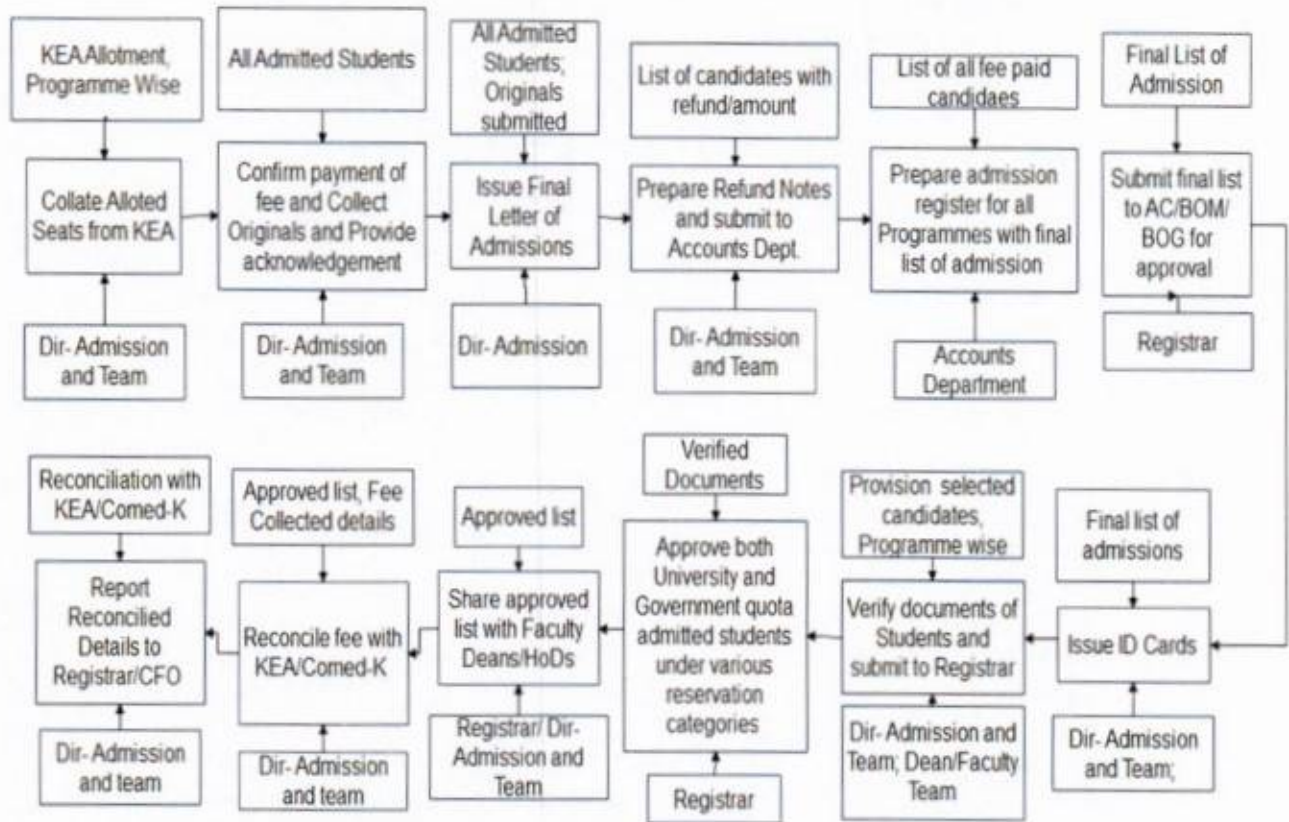 KEA Allotment,
Programme Wise
All Admitted Students
All Admitted
Students;
Originals
submitted
List of candidates with
refund/amount
List of all fee paid
candidaes
Final List of
Admission
Collate Alloted
Seats from KEA
Confirm payment of
fee and Collect
Originals and Provide
acknowledgement
Issue Final
Letter of
Admissions
Prepare Refund Notes
and submit to
Accounts Dept.
Prepare admission
register for all
Programmes with final
list of admission
Submit final list
to AC/BOM/
BOG for
approval
Dir- Admission
and Team
Dir- Admission
and Team
Dir- Admission
Dir- Admission
and Team
Accounts
Department
Registrar
Reconciliation with
KEA/Comed-K
Approved list, Fee
Collected details
Approved list
Verified
Documents
Provision selected
candidates,
Programme wise
Final list of
admissions
Report
Reconcilied
Details to
Registrar/CFO
Reconcile fee with
KEA/Comed-K
Share approved
list with Faculty
Deans/HoDs
Approve both
University and
Government quota
admitted students
under various
reservation
categories
Verify documents of
Students and
submit to Registrar
Issue ID Cards
Dir- Admission
and team
Dir- Admission
and team
Registrar/ Dir-
Admission and
Team
Registrar
Dir- Admission and
Team; Dean/Faculty
Team
Dir- Admission
and Team;